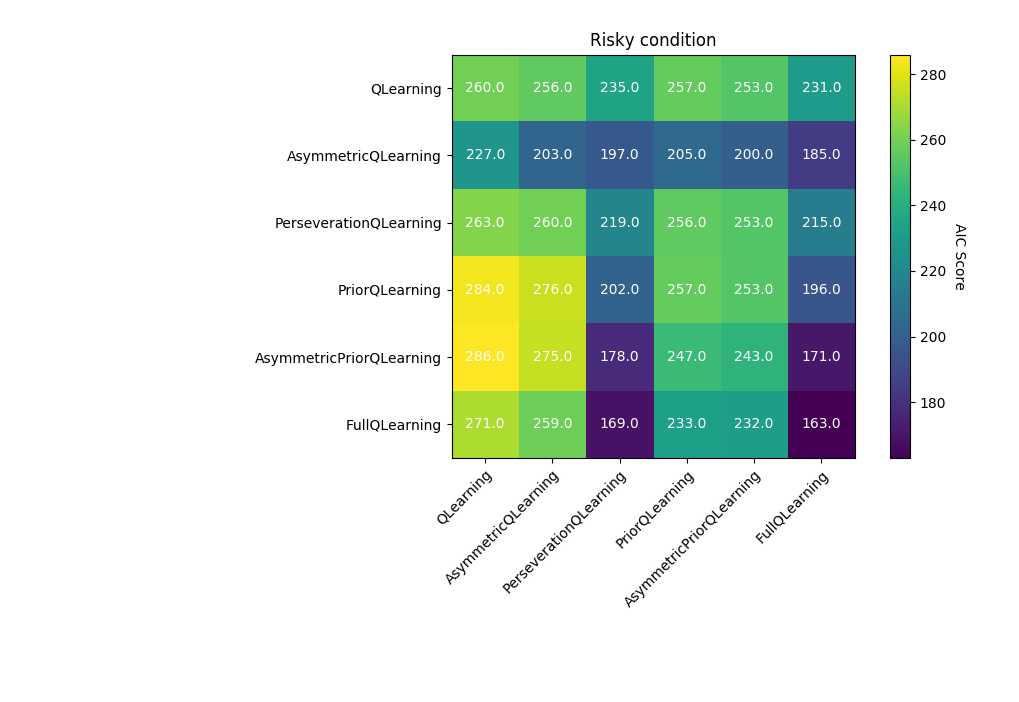 Risky condition
QLearning 260.0 256.0 235.0 257.0 253.0 231.0
AsymmetricQLearning 227.0 203.0 197.0 205.0 200.0 185.0
PerseverationQLearning 263.0 260.0 219.0 256.0 253.0 215.0
PriorQLearning 284.0 276.0 202.0 257.0 253.0 196.0
AsymmetricPriorQLearning 286.0 275.0 178.0 247.0 243.0 171.0
FullQLearning 271.0 259.0 169.0 233.0 232.0 163.0
QLearning
AsymmetricQLearning
PerseverationQLearning
PriorQLearning
AsymmetricPriorQLearning
FullQLearning
280
260
240
220
200
180
AIC Score